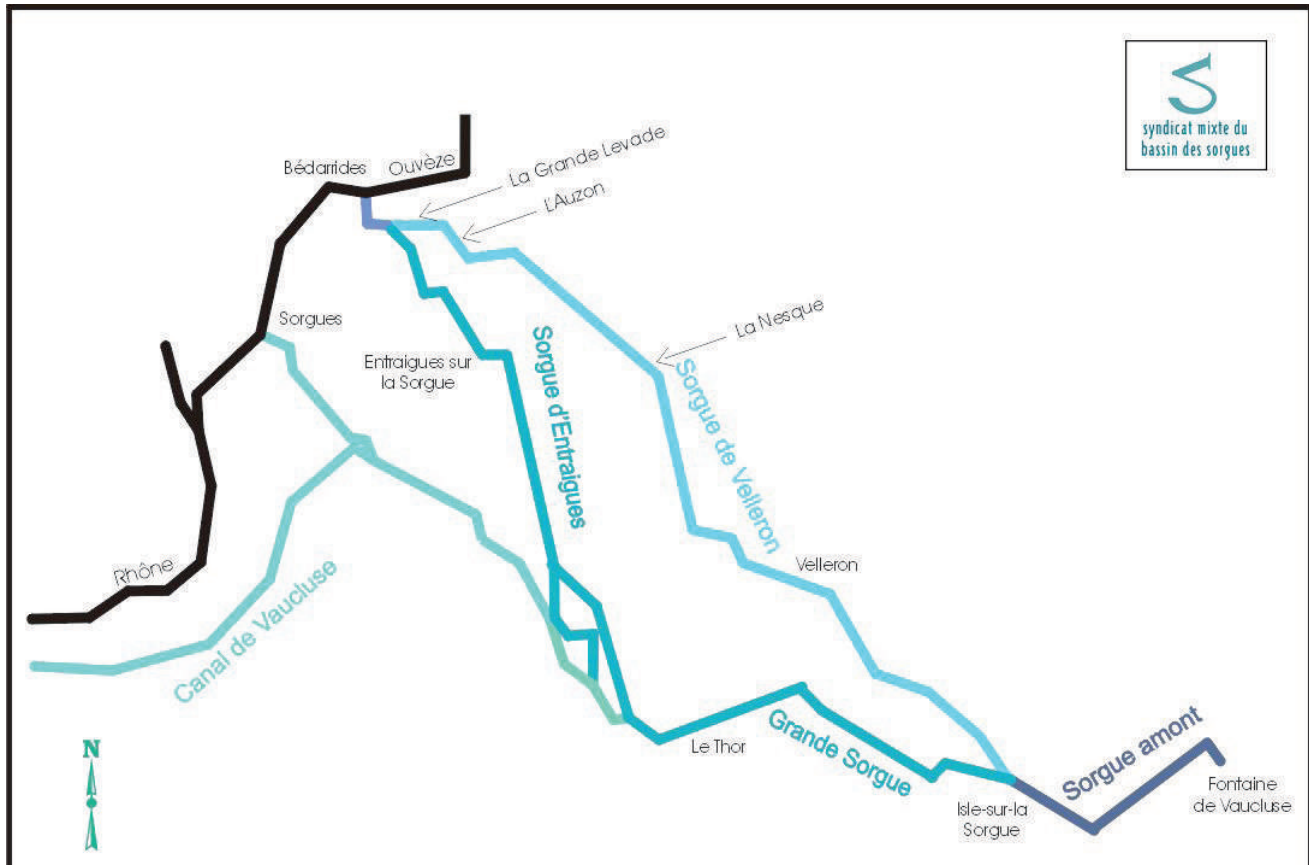 syndicat mixte du
bassin des sorgues
La Grande Levade
Bédarrides
Ouvèze
L'Auzon
Sorgues
La Nesque
Entraigues sur
la Sorgue
Sorgue d'Entraigues
Sorgue de Velleron
Velleron
Rhône
Canal de Vaucluse
Le Thor
Grande Sorgue
Sorgue amont
N
Isle-sur-la
Sorgue
Fontaine
de Vaucluse